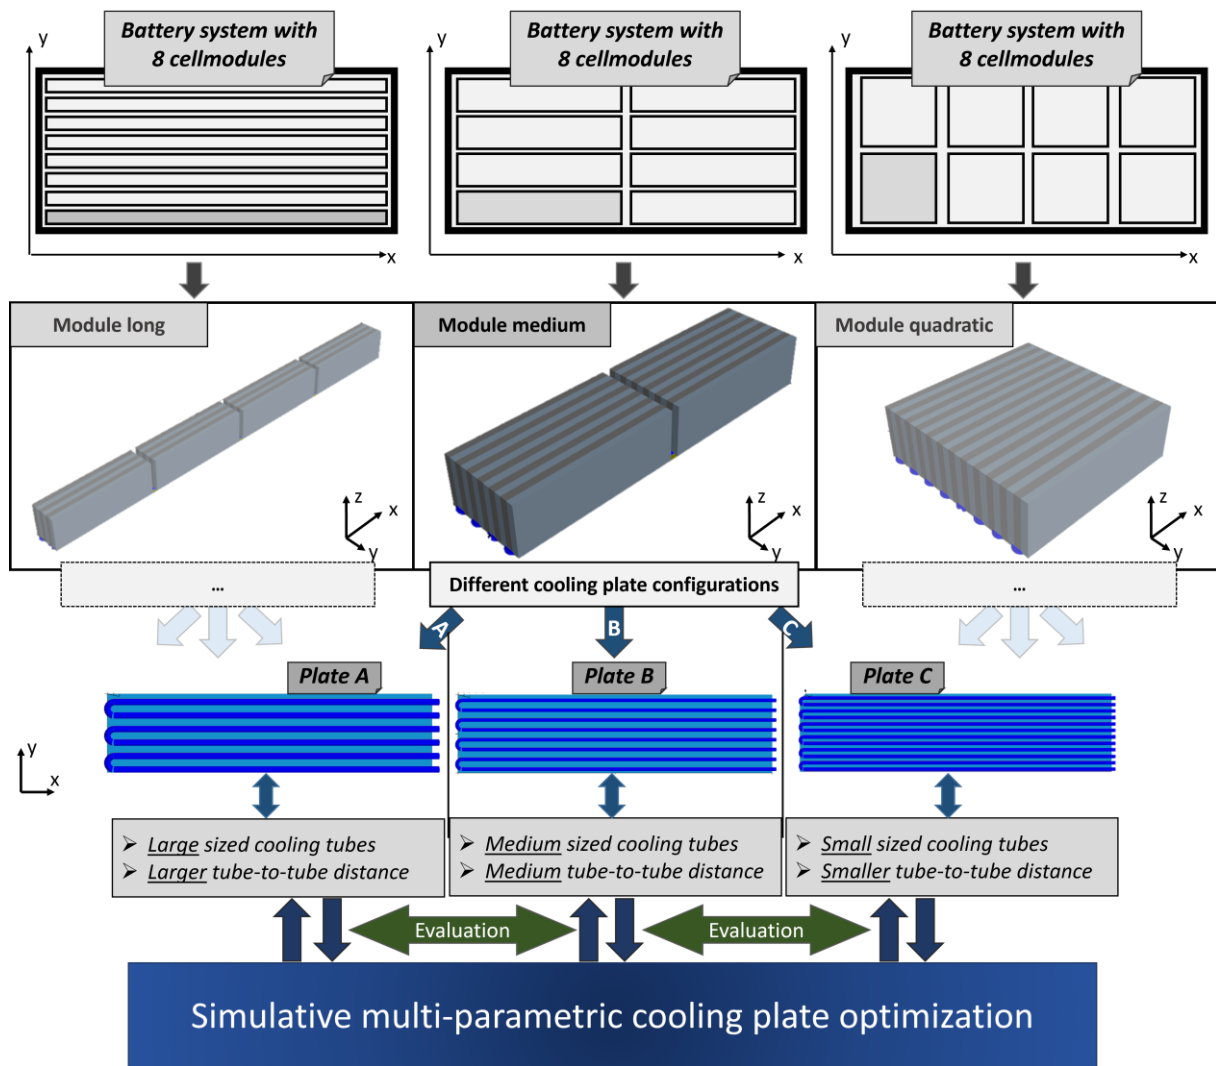 Battery system with
8 cellmodules
Battery system with
8 cellmodules
Battery system with
8 cellmodules
y
x
y
x
y
x
Module long
Module medium
Module quadratic
z
x
y
z
x
y
z
x
y
...
Different cooling plate configurations
...
A
B
C
Plate A
Plate B
Plate C
y
x
➢ Large sized cooling tubes
➢ Larger tube-to-tube distance
➢ Medium sized cooling tubes
➢ Medium tube-to-tube distance
➢ Small sized cooling tubes
➢ Smaller tube-to-tube distance
Evaluation
Evaluation
Simulative multi-parametric cooling plate optimization